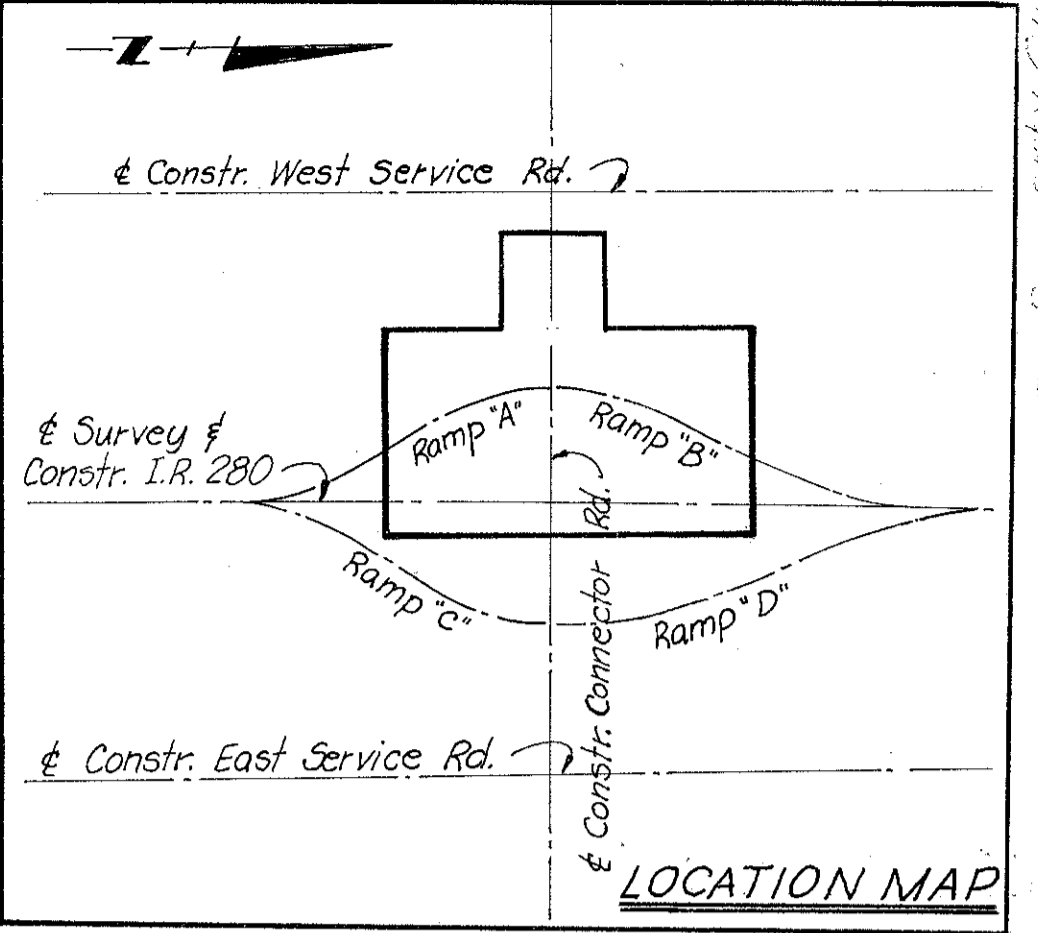 N
℄ Constr. West Service Rd.
℄ Survey &
Constr. I.R. 280
Ramp "A"
Ramp "B"
℄ Constr. Connector Rd.
Ramp "C"
Ramp "D"
℄ Constr. East Service Rd.
LOCATION MAP